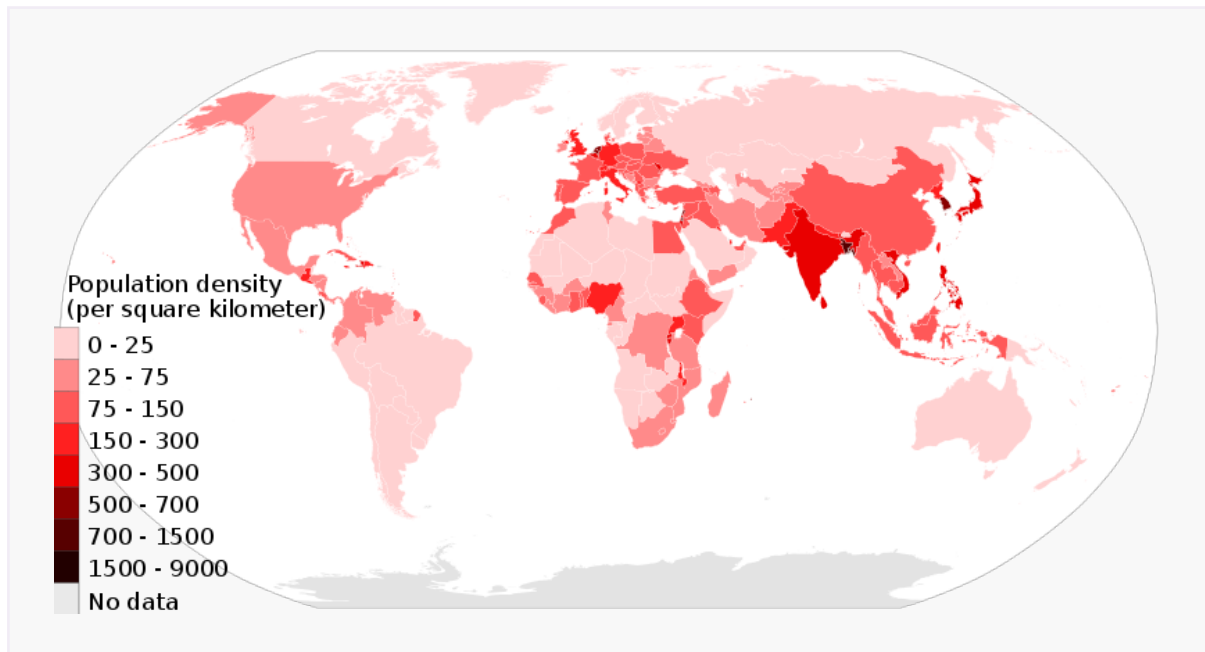 Population density
(per square kilometer)
0 - 25
25 - 75
75 - 150
150 - 300
300 - 500
500 - 700
700 - 1500
1500 - 9000
No data